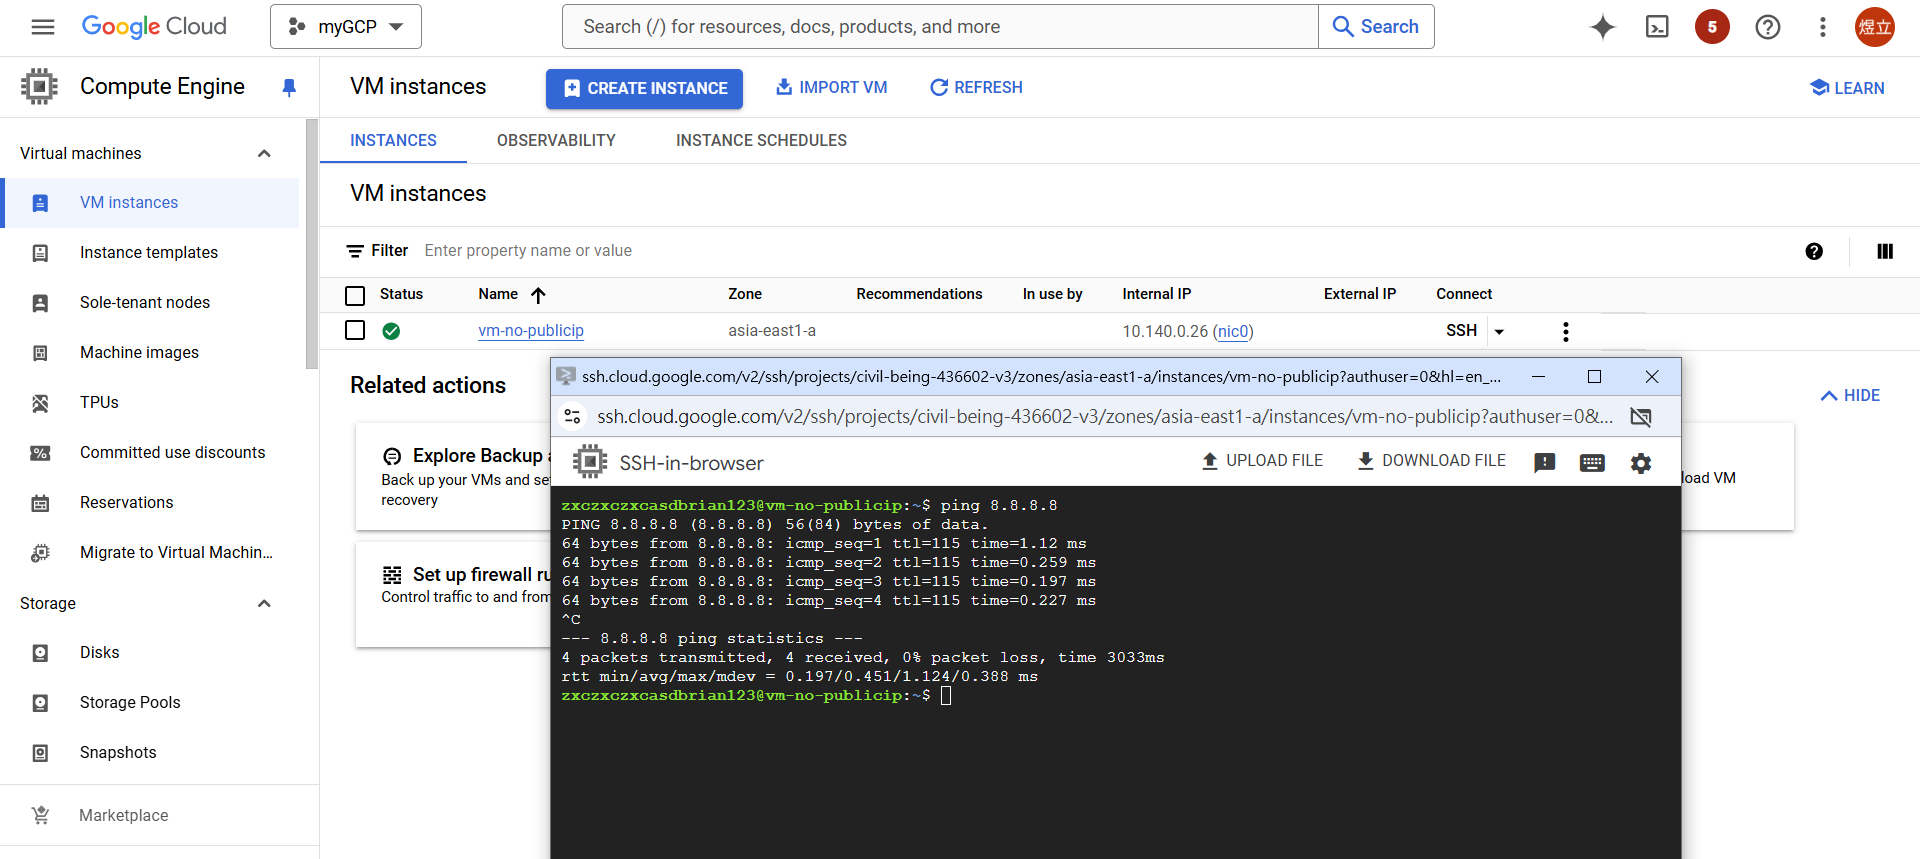 Google Cloud
myGCP
Search (/) for resources, docs, products, and more
Search
5
煜立
Compute Engine
VM instances
CREATE INSTANCE
IMPORT VM
REFRESH
LEARN
Virtual machines
VM instances
Instance templates
Sole-tenant nodes
Machine images
TPUs
Committed use discounts
Reservations
Migrate to Virtual Machin...
Storage
Disks
Storage Pools
Snapshots
Marketplace
INSTANCES
OBSERVABILITY
INSTANCE SCHEDULES
VM instances
Filter
Enter property name or value
Status
Name
Zone
Recommendations
In use by
Internal IP
External IP
Connect
vm-no-publicip
asia-east1-a
10.140.0.26 (nic0)
SSH
Related actions
HIDE
Explore Backup
Back up your VMs and se
recovery
Set up firewall ru
Control traffic to and from
load VM
ssh.cloud.google.com/v2/ssh/projects/civil-being-436602-v3/zones/asia-east1-a/instances/vm-no-publicip?authuser=0&hl=en_...
ssh.cloud.google.com/v2/ssh/projects/civil-being-436602-v3/zones/asia-east1-a/instances/vm-no-publicip?authuser=0&...
SSH-in-browser
UPLOAD FILE
DOWNLOAD FILE
zxczxczxcasdbrian123@vm-no-publicip:~$ ping 8.8.8.8
PING 8.8.8.8 (8.8.8.8) 56(84) bytes of data.
64 bytes from 8.8.8.8: icmp_seq=1 ttl=115 time=1.12 ms
64 bytes from 8.8.8.8: icmp_seq=2 ttl=115 time=0.259 ms
64 bytes from 8.8.8.8: icmp_seq=3 ttl=115 time=0.197 ms
64 bytes from 8.8.8.8: icmp_seq=4 ttl=115 time=0.227 ms
^C
--- 8.8.8.8 ping statistics ---
4 packets transmitted, 4 received, 0% packet loss, time 3033ms
rtt min/avg/max/mdev = 0.197/0.451/1.124/0.388 ms
zxczxczxcasdbrian123@vm-no-publicip:~$